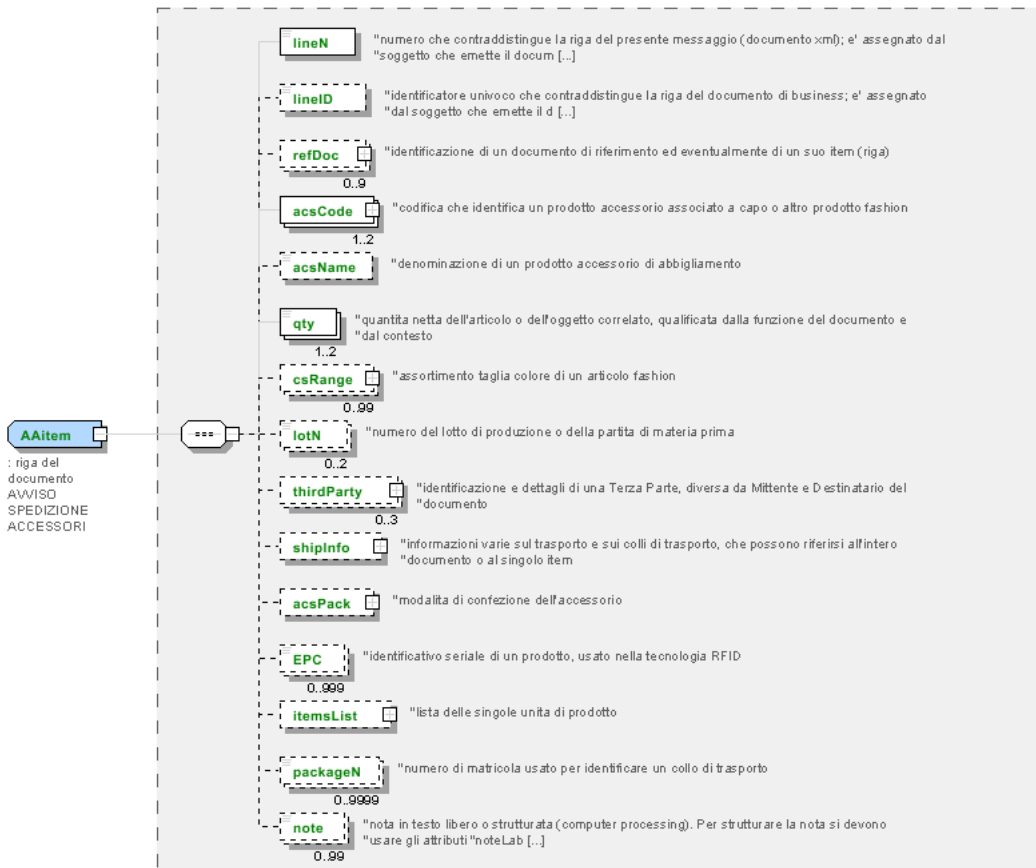 lineN
"numero che contraddistingue la riga del presente messaggio (documento xml); e' assegnato dal
"soggetto che emette il docum [...]
lineID
"identificatore univoco che contraddistingue la riga del documento di business; e' assegnato
"dal soggetto che emette il d [...]
refDoc
"identificazione di un documento di riferimento ed eventualmente di un suo item (riga)
0..9
acsCode
"codifica che identifica un prodotto accessorio associato a capo o altro prodotto fashion
1..2
acsName
"denominazione di un prodotto accessorio di abbigliamento
qty
"quantita netta dell'articolo o dell'oggetto correlato, qualificata dalla funzione del documento e
"dal contesto
1..2
csRange
"assortimento taglia colore di un articolo fashion
0..99
AAitem
: riga del
documento
AVVISO
SPEDIZIONE
ACCESSORI
lotN
"numero del lotto di produzione o della partita di materia prima
0..2
thirdParty
"identificazione e dettagli di una Terza Parte, diversa da Mittente e Destinatario del
"documento
0..3
shipInfo
"informazioni varie sul trasporto e sui colli di trasporto, che possono riferirsi all'intero
"documento o al singolo item
acsPack
"modalita di confezione dell'accessorio
EPC
"identificativo seriale di un prodotto, usato nella tecnologia RFID
0..999
itemsList
"lista delle singole unita di prodotto
packageN
"numero di matricola usato per identificare un collo di trasporto
0..9999
note
"nota in testo libero o strutturata (computer processing). Per strutturare la nota si devono
"usare gli attributi "noteLab [...]
0..99